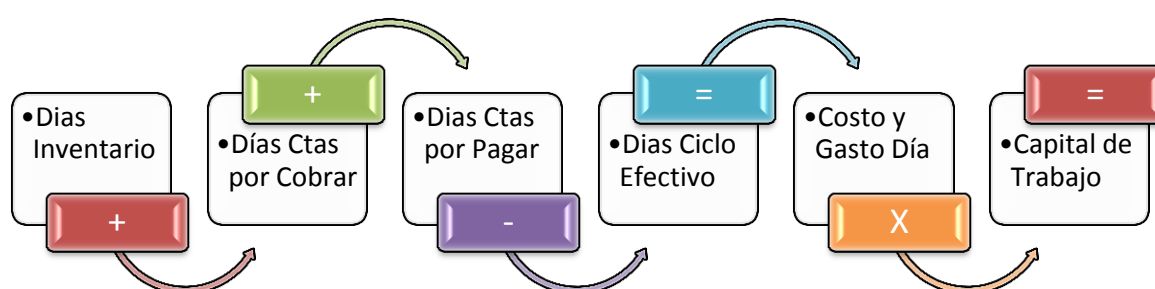 •Dias
Inventario
+
+
•Días Ctas
por Cobrar
•Dias Ctas
por Pagar
-
=
•Dias Ciclo
Efectivo
•Costo y
Gasto Día
X
=
•Capital de
Trabajo